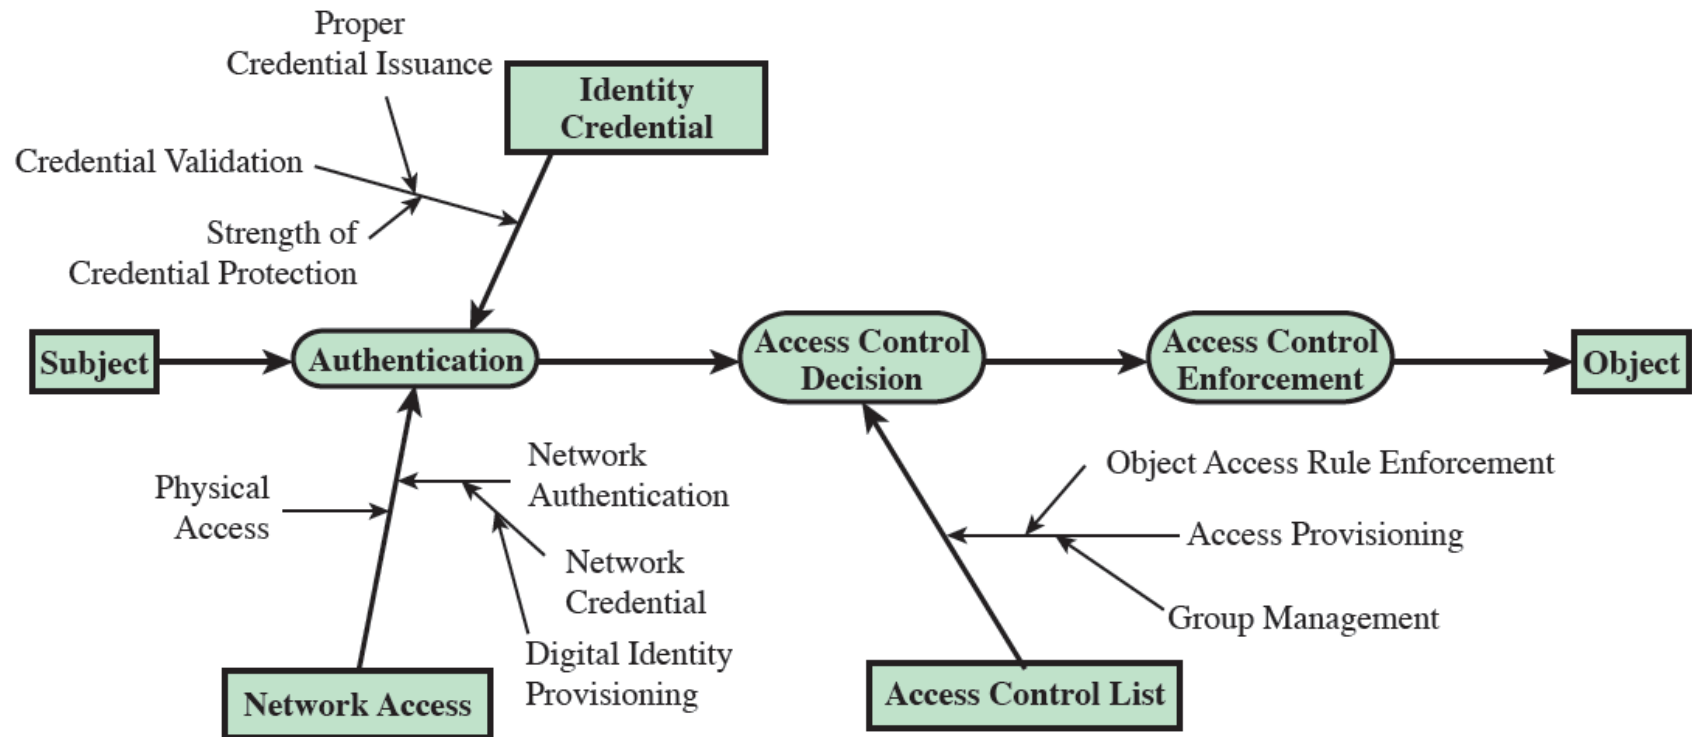 Proper
Credential Issuance
Identity
Credential
Credential Validation
Strength of
Credential Protection
Subject
Authentication
Access Control
Decision
Access Control
Enforcement
Object
Physical
Access
Network
Authentication
Network
Credential
Digital Identity
Provisioning
Object Access Rule Enforcement
Access Provisioning
Group Management
Network Access
Access Control List